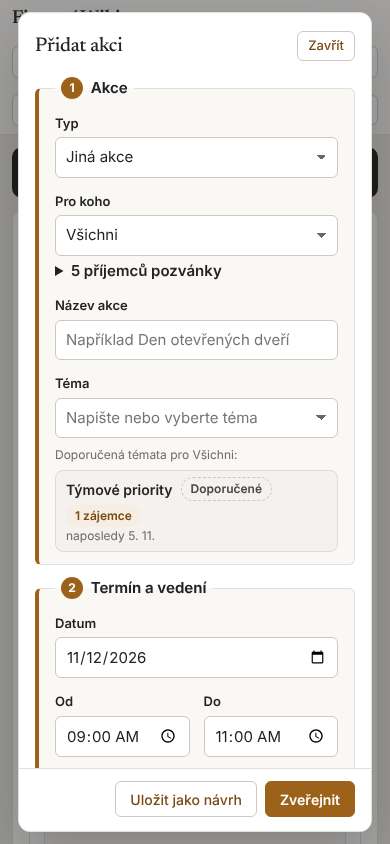 Přidat akci
Zavřít
1 Akce
Typ
Jiná akce
Pro koho
Všichni
5 příjemců pozvánky
Název akce
Například Den otevřených dveří
Téma
Napište nebo vyberte téma
Doporučená témata pro Všichni:
Týmové priority Doporučené
1 zájemce
naposledy 5. 11.
2 Termín a vedení
Datum
11/12/2026
Od Do
09:00 AM 11:00 AM
Uložit jako návrh Zveřejnit